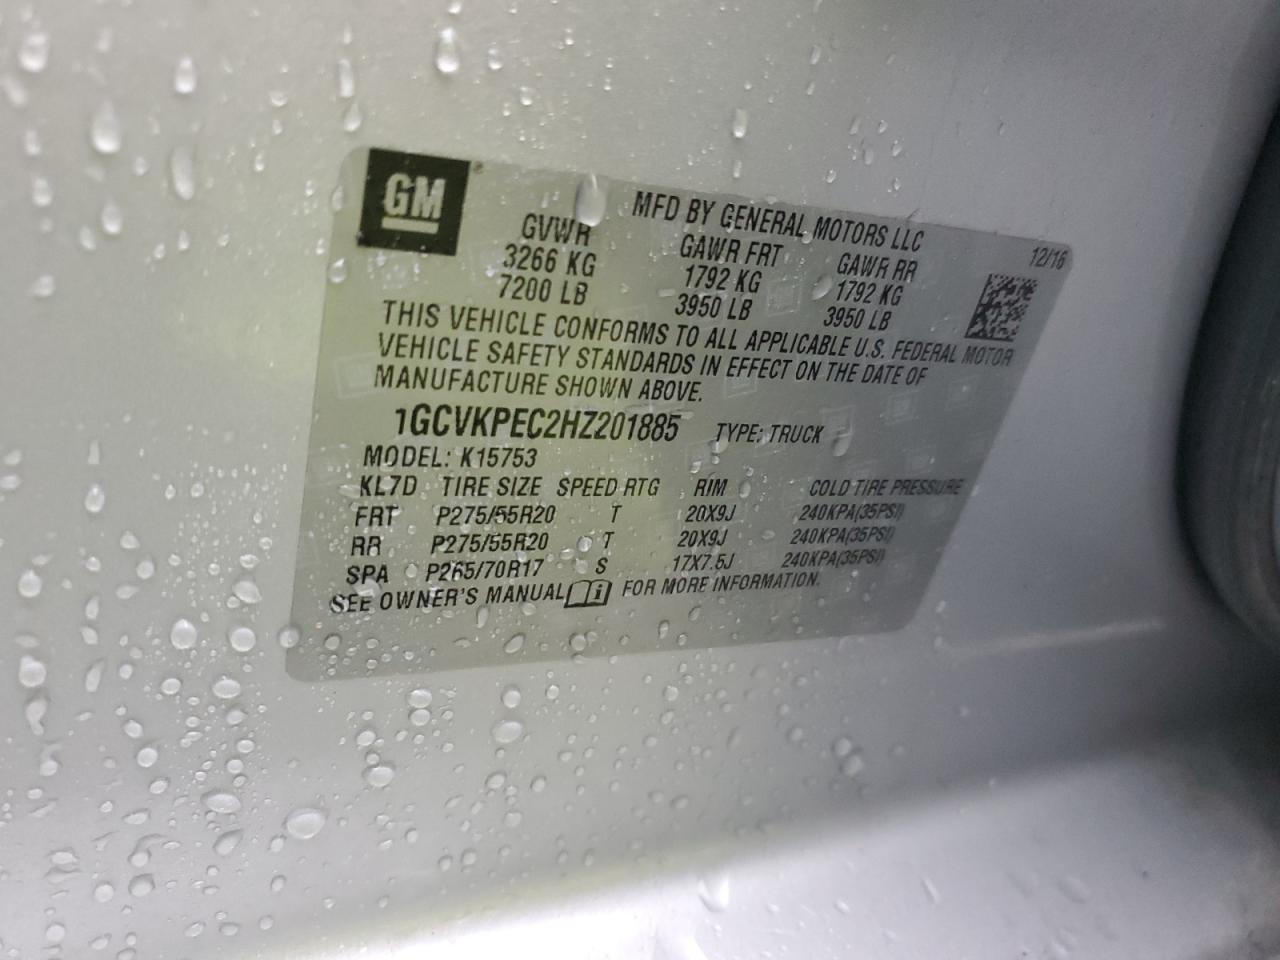 GM
MFD BY GENERAL MOTORS LLC
12/16
GVWR GAWR FRT GAWR RR
3266 KG 1792 KG 1792 KG
7200 LB 3950 LB 3950 LB
THIS VEHICLE CONFORMS TO ALL APPLICABLE U.S. FEDERAL MOTOR
VEHICLE SAFETY STANDARDS IN EFFECT ON THE DATE OF
MANUFACTURE SHOWN ABOVE.
1GCVKPEC2HZ201885 TYPE: TRUCK
MODEL: K15753
KL7D TIRE SIZE SPEED RTG RIM COLD TIRE PRESSURE
FRT P275/55R20 T 20X9J 240KPA(35PSI)
RR P275/55R20 T 20X9J 240KPA(35PSI)
SPA P265/70R17 S 17X7.5J 240KPA(35PSI)
SEE OWNER'S MANUAL FOR MORE INFORMATION.